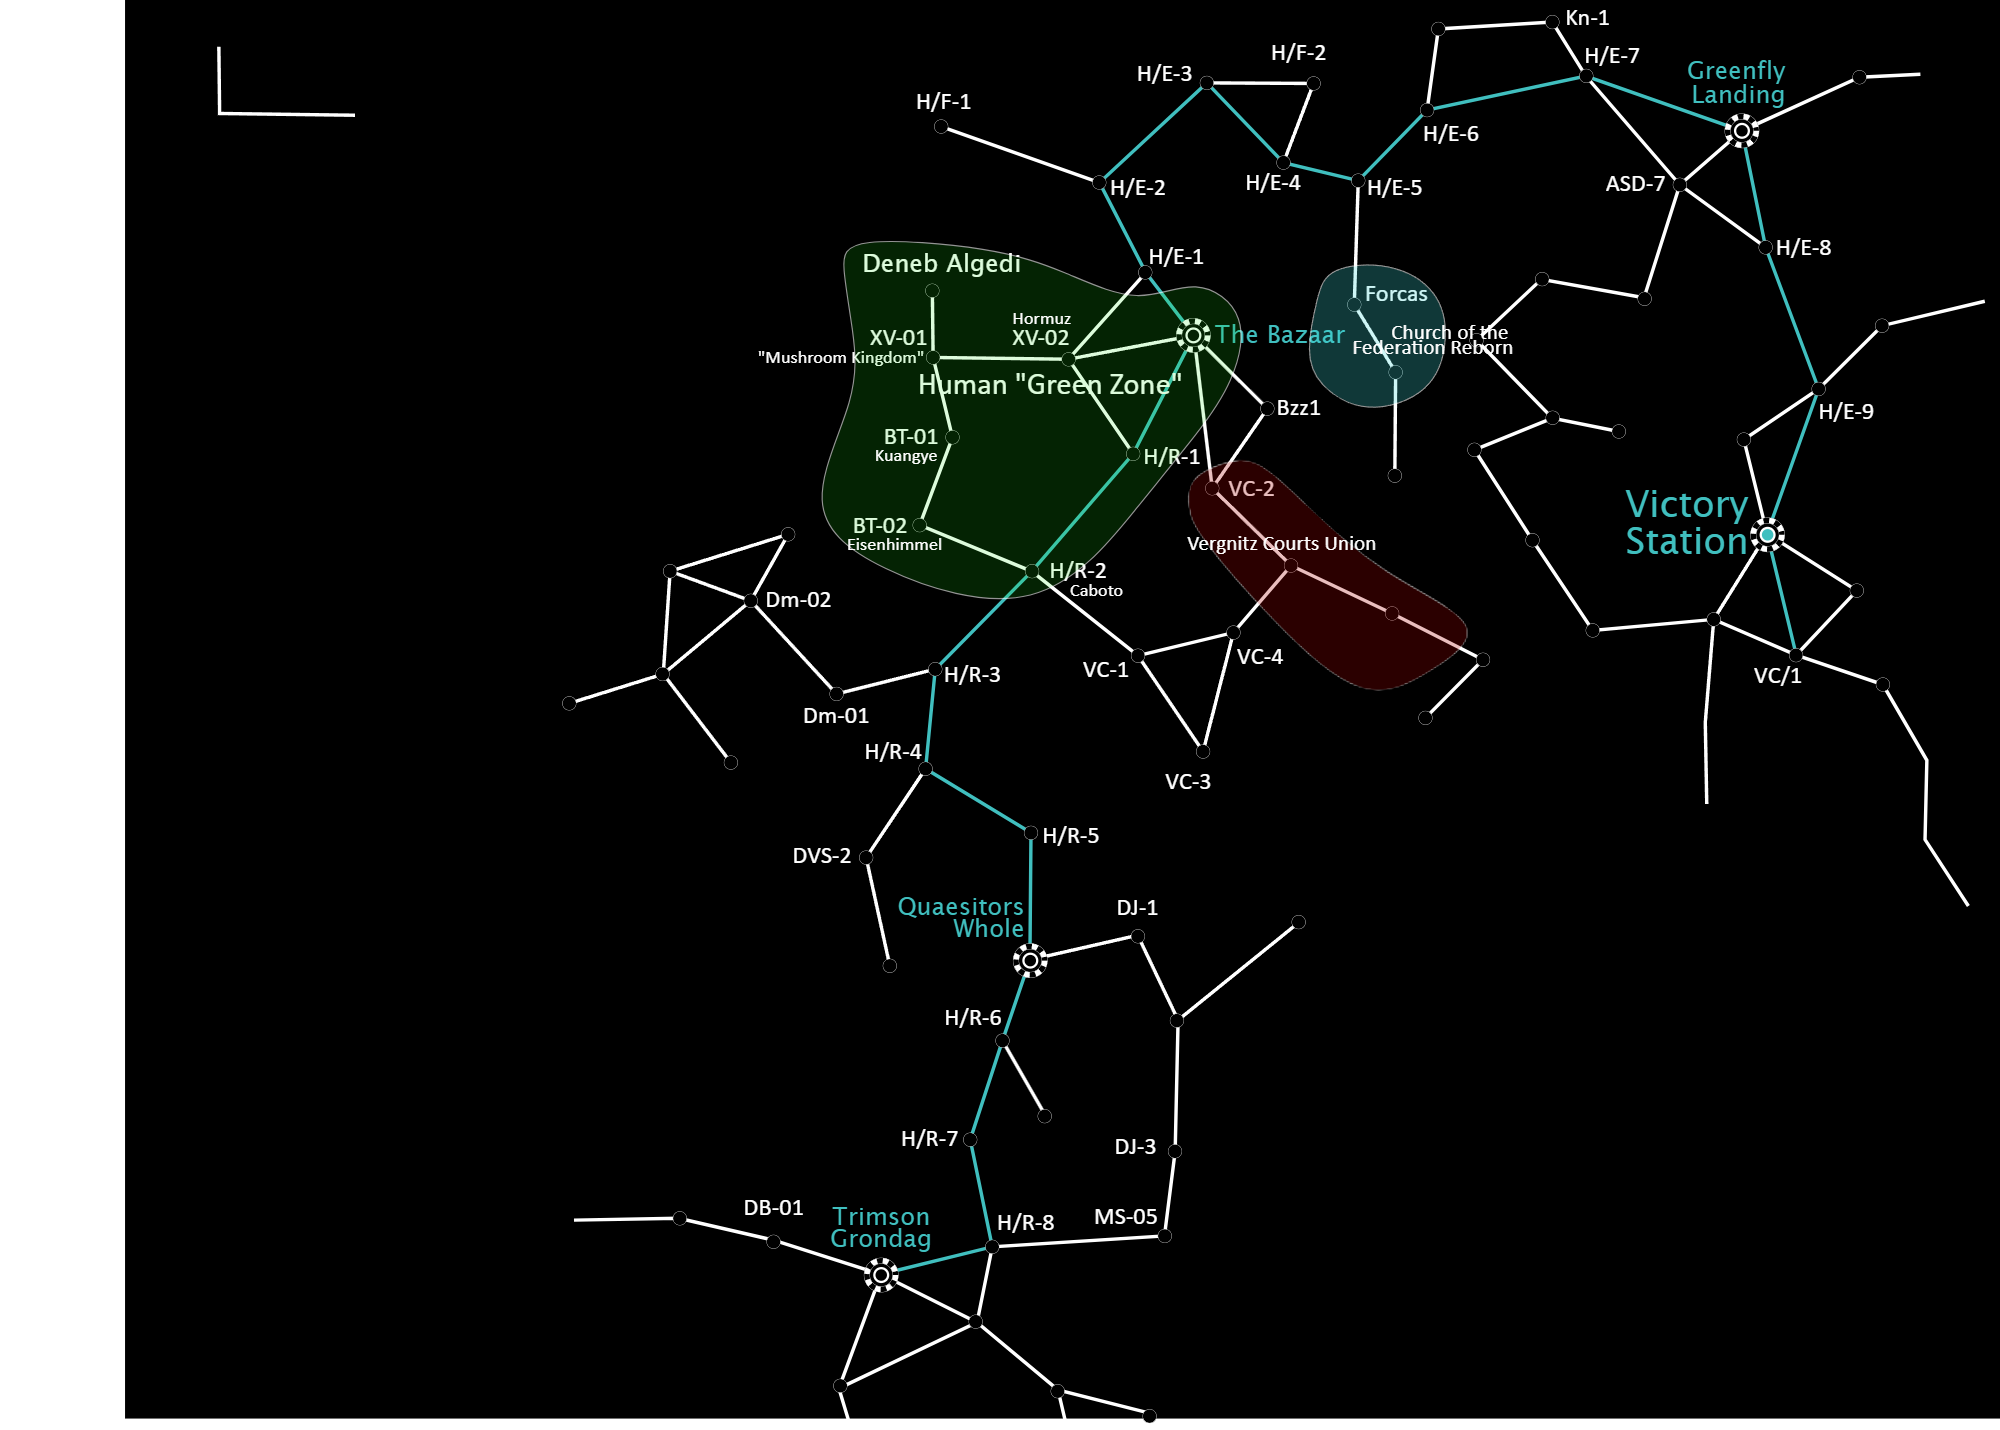 Kn-1
H/F-2
H/E-7
H/E-3
Greenfly
Landing
H/F-1
H/E-6
H/E-4
H/E-5
ASD-7
H/E-2
H/E-8
H/E-1
Deneb Algedi
Forcas
Hormuz
XV-01
XV-02
The Bazaar
Church of the
Federation Reborn
"Mushroom Kingdom"
Human "Green Zone"
Bzz1
H/E-9
BT-01
Kuangye
H/R-1
VC-2
Victory
Station
BT-02
Eisenhimmel
Vergnitz Courts Union
H/R-2
Caboto
Dm-02
VC-4
VC-1
H/R-3
VC/1
Dm-01
H/R-4
VC-3
H/R-5
DVS-2
Quaesitors
Whole
DJ-1
H/R-6
H/R-7
DJ-3
DB-01
Trimson
Grondag
H/R-8
MS-05